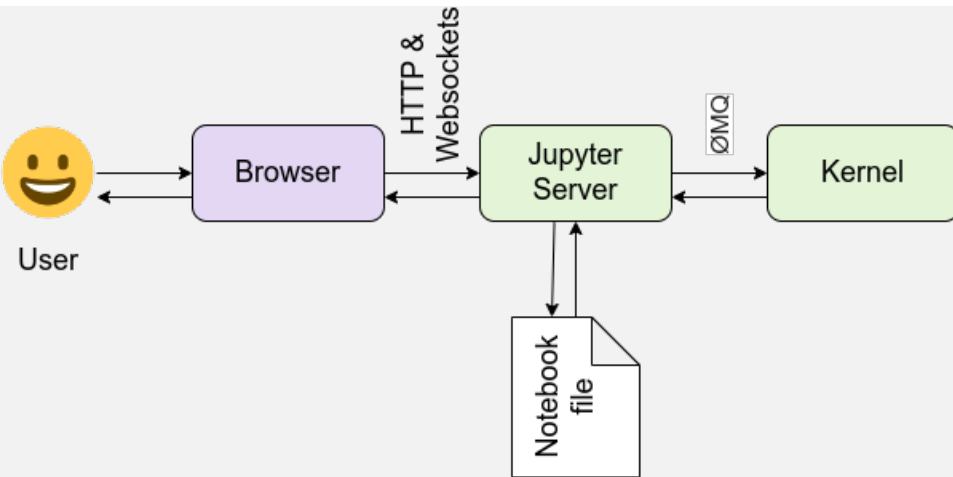 HTTP &
Websockets
ØMQ
Browser
Jupyter
Server
Kernel
User
Notebook
file